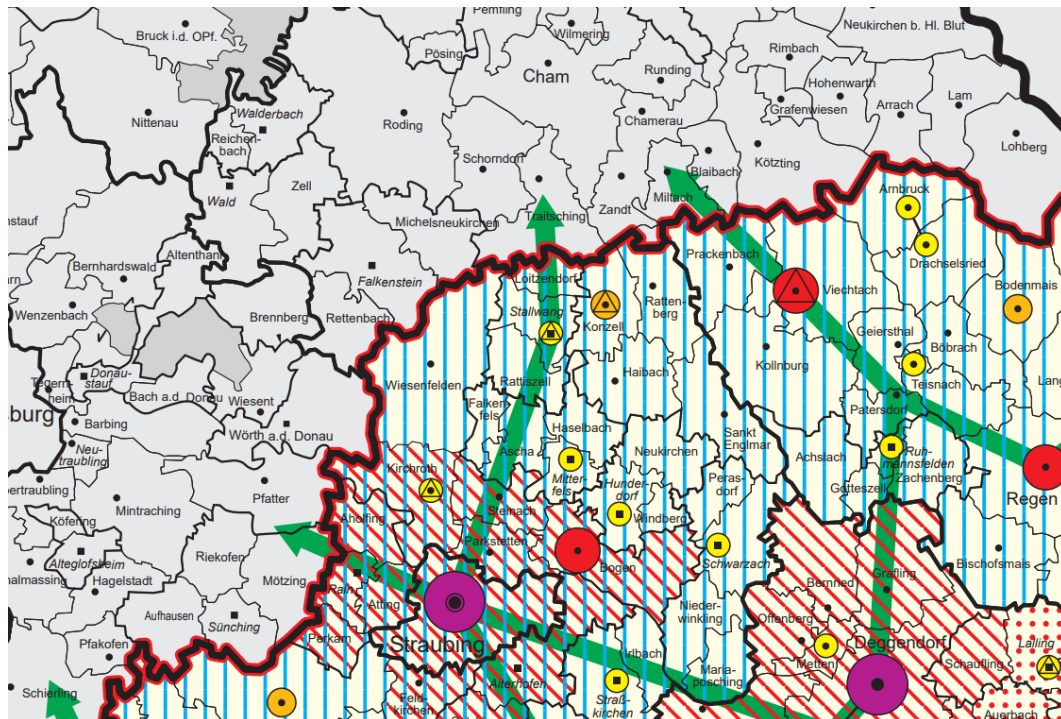 Pemfling
Neukirchen b. Hl. Blut
Bruck i.d. OPf.
Wilmering
Pösing
Rimbach
Cham
Runding
Hohenwarth
Lam
Grafenwiesen
Arrach
Walderbach
Chamerau
Nittenau
Roding
Reichen-
bach
Lohberg
Schorndorf
Kötzting
Blaibach
Zell
Arnbruck
Wald
Miltach
Zandt
Traitsching
Michelsneukirchen
Altenthann
Prackenbach
Drachselsried
Bernhardswald
Loitzendorf
Falkenstein
Ratten-
berg
Viechtach
Bodenmais
Stallwang
Wenzenbach
Brennberg
Rettenbach
Konzell
Geiersthal
Böbrach
Kollnburg
Wiesenfelden
Rattiszell
Haibach
Teisnach
Donau-
stauf
Tegern-
heim
Bach a.d. Donau
Wiesent
Falken-
fels
Patersdorf
Barbing
Wörth a.d. Donau
Haselbach
Sankt
Englmar
Neu-
traubling
Ascha
Neukirchen
Achslach
Ruh-
mannsfelden
Kirchroth
Mitter-
fels
Hunder-
dorf
Peras-
dorf
Zachenberg
Gotteszell
Pfatter
Regen
Mintraching
Steinach
Windberg
Köfering
Aholfing
Parkstetten
Alteglofsheim
Riekofen
Bogen
Schwarzach
Bischofsmais
Hagelstadt
Mötzing
Rain
Bernried
Grafling
Atting
Aufhausen
Sünching
Nieder-
winkling
Offenberg
Perkam
Straubing
Deggendorf
Lalling
Pfakofen
Irlbach
Metten
Schaufling
Maria-
posching
Schierling
Aiterhofen
Feld-
kirchen
Straß-
kirchen
Auerbach